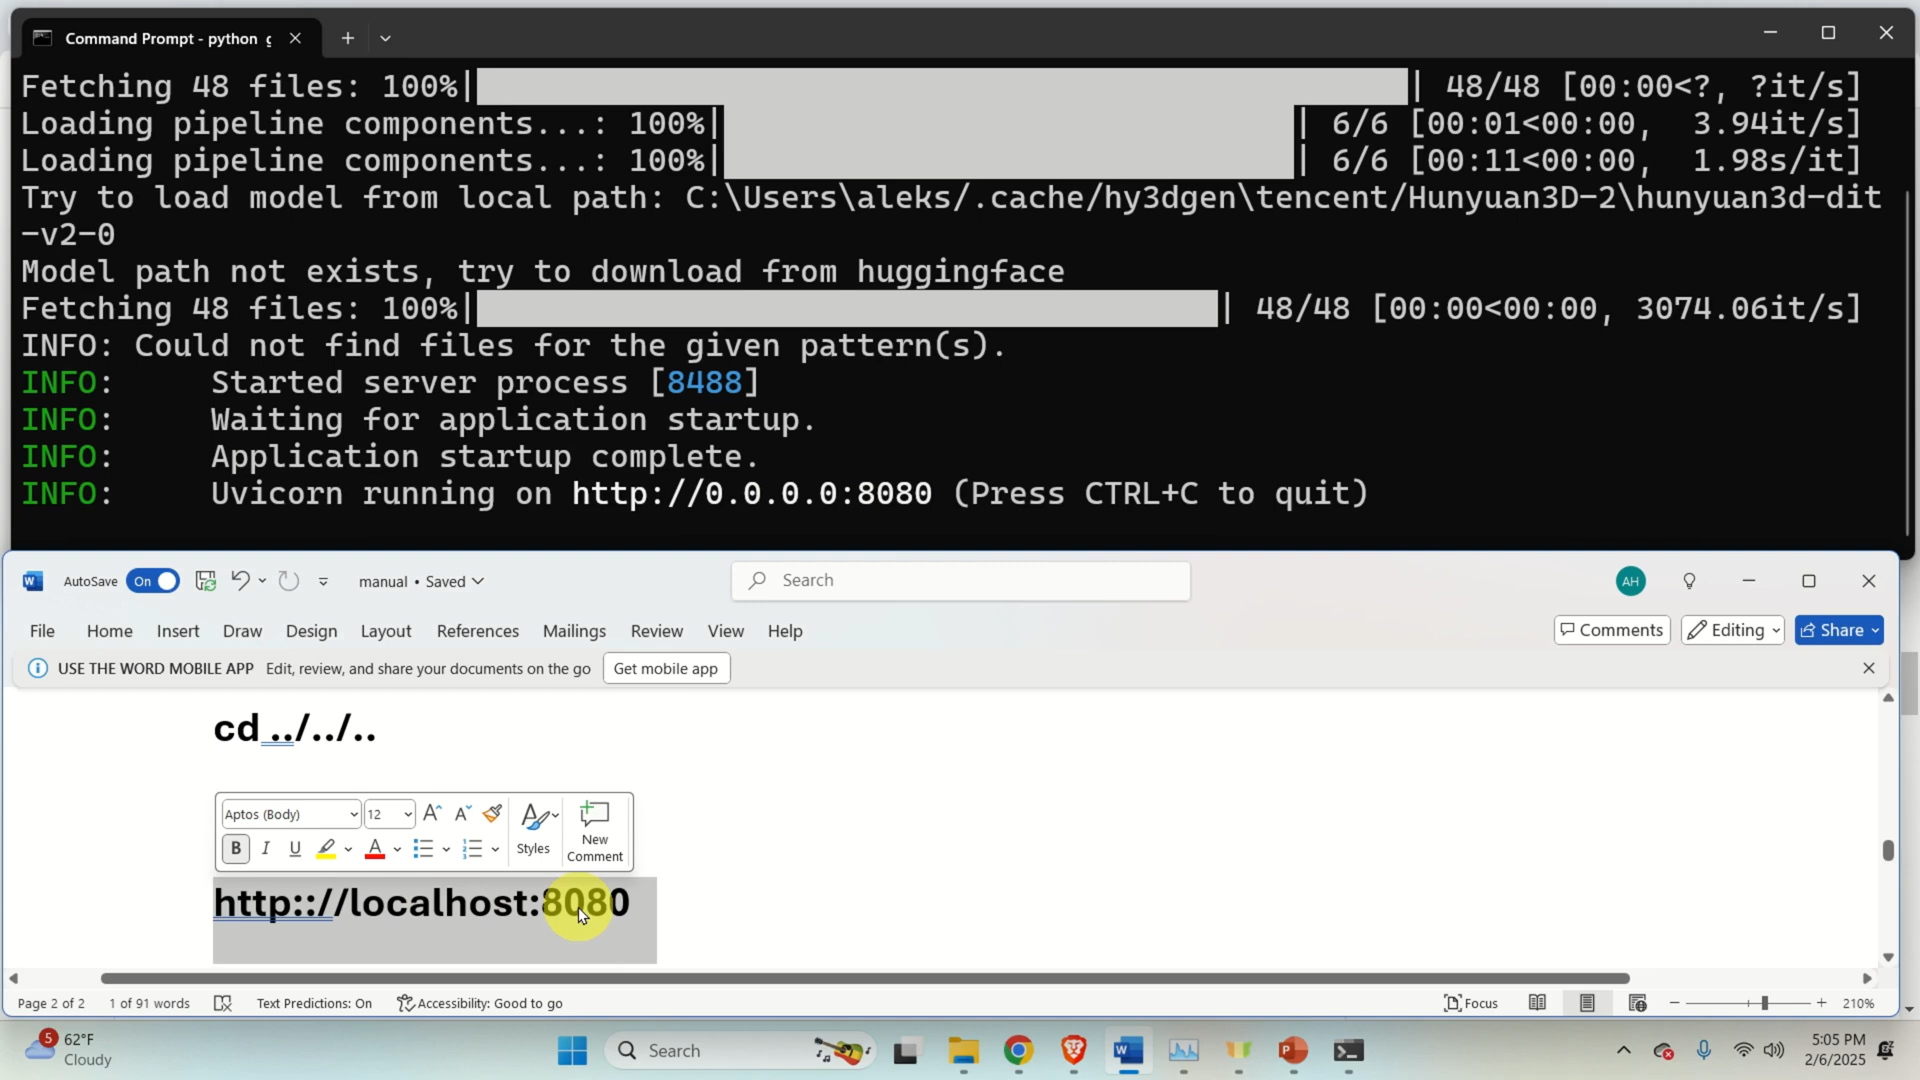 Command Prompt - python g
Fetching 48 files: 100%| | 48/48 [00:00<?, ?it/s]
Loading pipeline components...: 100%| | 6/6 [00:01<00:00, 3.94it/s]
Loading pipeline components...: 100%| | 6/6 [00:11<00:00, 1.98s/it]
Try to load model from local path: C:\Users\aleks/.cache/hy3dgen\tencent/Hunyuan3D-2\hunyuan3d-dit
-v2-0
Model path not exists, try to download from huggingface
Fetching 48 files: 100%| | 48/48 [00:00<00:00, 3074.06it/s]
INFO: Could not find files for the given pattern(s).
INFO: Started server process [8488]
INFO: Waiting for application startup.
INFO: Application startup complete.
INFO: Uvicorn running on http://0.0.0.0:8080 (Press CTRL+C to quit)
AutoSave On manual • Saved Search AH
File Home Insert Draw Design Layout References Mailings Review View Help Comments Editing Share
USE THE WORD MOBILE APP Edit, review, and share your documents on the go Get mobile app
cd ../../..
Aptos (Body) 12
B I U A Styles New Comment
http:://localhost:8080
Page 2 of 2 1 of 91 words Text Predictions: On Accessibility: Good to go Focus 210%
5 62°F
Cloudy
Search
5:05 PM
2/6/2025